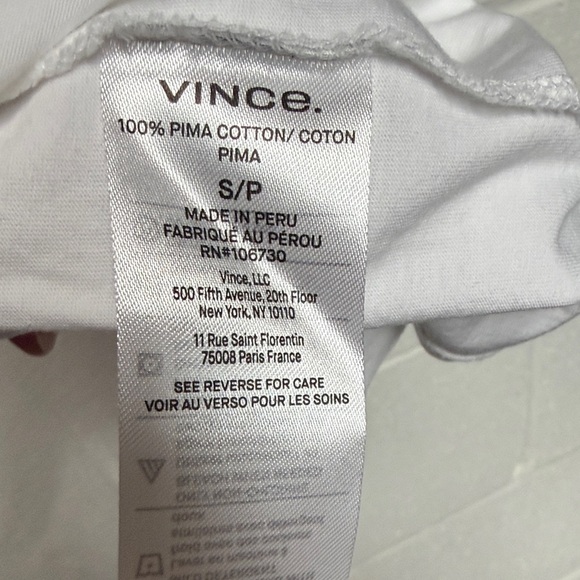 VINCE.
100% PIMA COTTON/ COTON
PIMA
S/P
MADE IN PERU
FABRIQUÉ AU PÉROU
RN#106730
Vince, LLC
500 Fifth Avenue, 20th Floor
New York, NY 10110
11 Rue Saint Florentin
75008 Paris France
SEE REVERSE FOR CARE
VOIR AU VERSO POUR LES SOINS